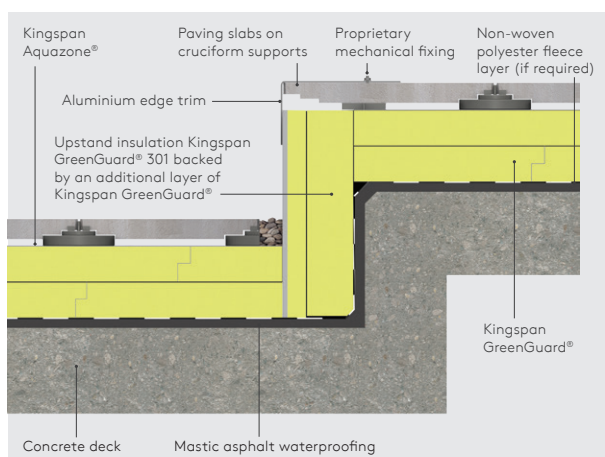 Kingspan
Aquazone®
Paving slabs on
cruciform supports
Proprietary
mechanical fixing
Non-woven
polyester fleece
layer (if required)
Aluminium edge trim
Upstand insulation Kingspan
GreenGuard® 301 backed
by an additional layer of
Kingspan GreenGuard®
Kingspan
GreenGuard®
Concrete deck
Mastic asphalt waterproofing